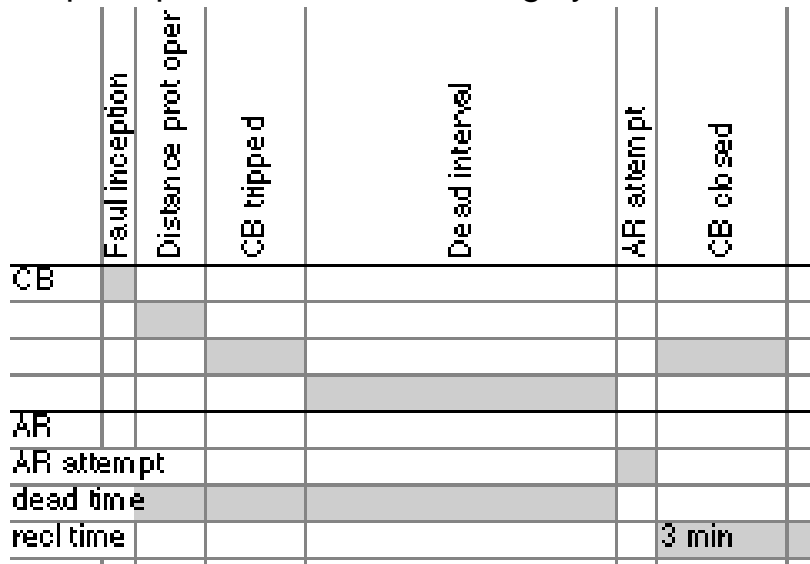 Faul inception
Distance prot oper
CB tripped
Dead interval
AR attempt
CB closed
CB
AR
AR attempt
dead time
recl time
3 min